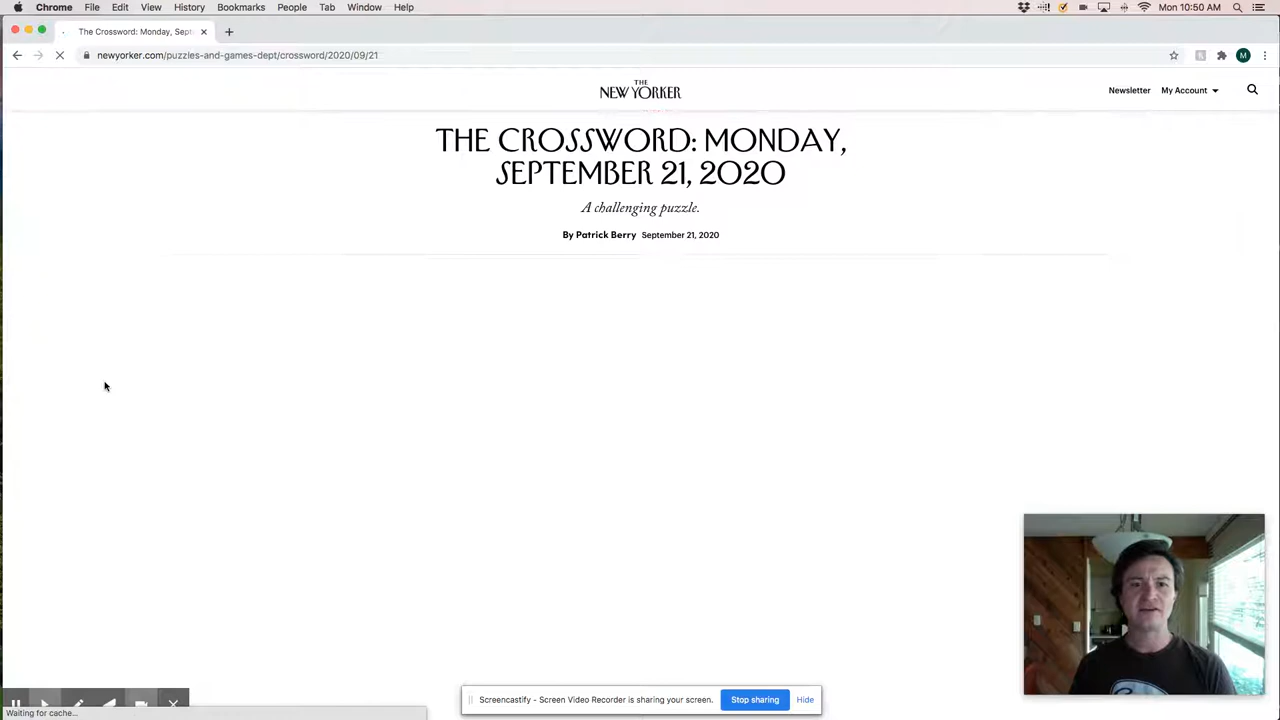 Chrome File Edit View History Bookmarks People Tab Window Help Mon 10:50 AM
The Crossword: Monday, Sept
newyorker.com/puzzles-and-games-dept/crossword/2020/09/21 M
THE
NEW YORKER
Newsletter My Account
THE CROSSWORD: MONDAY,
SEPTEMBER 21, 2020
A challenging puzzle.
By Patrick Berry September 21, 2020
Screencastify - Screen Video Recorder is sharing your screen. Stop sharing Hide
Waiting for cache...